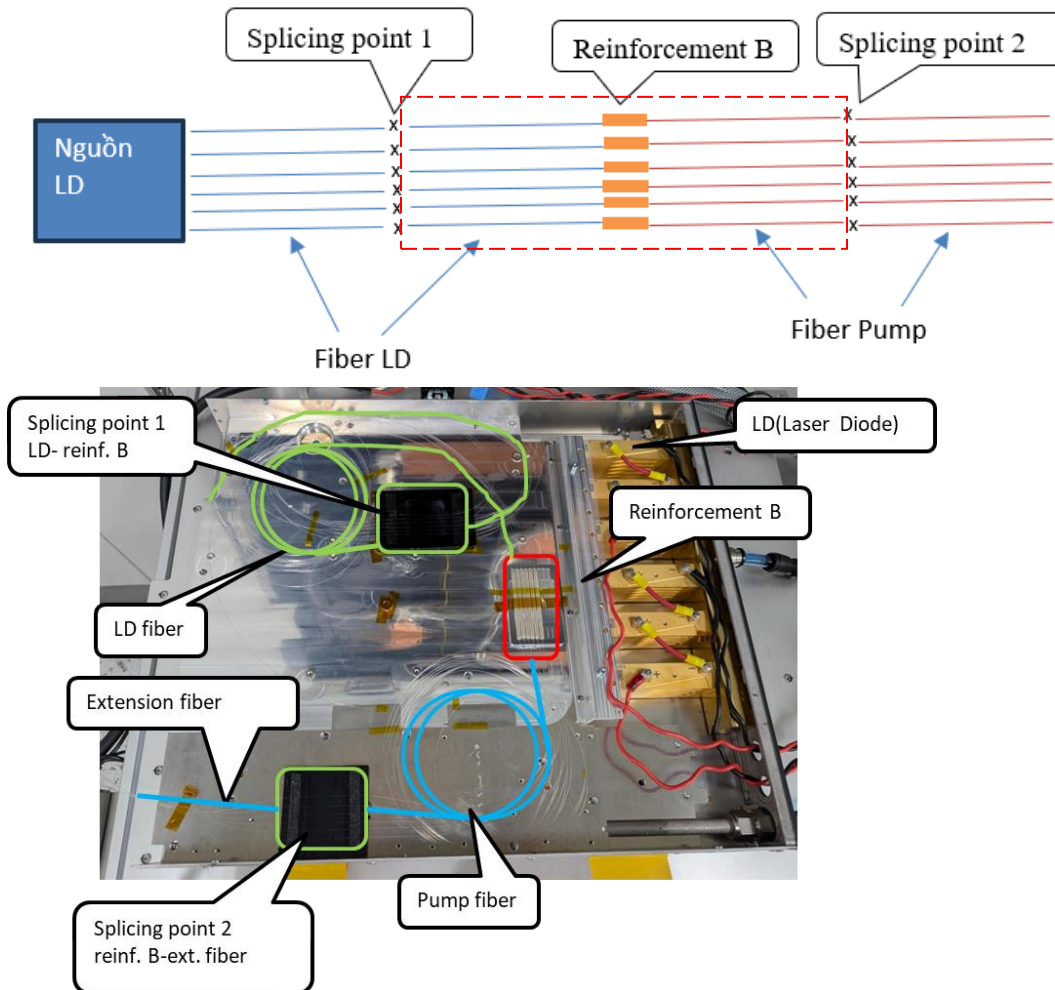 Splicing point 1
Reinforcement B
Splicing point 2
Nguồn
LD
Fiber LD
Fiber Pump
Splicing point 1
LD- reinf. B
LD(Laser Diode)
Reinforcement B
LD fiber
Extension fiber
Pump fiber
Splicing point 2
reinf. B-ext. fiber